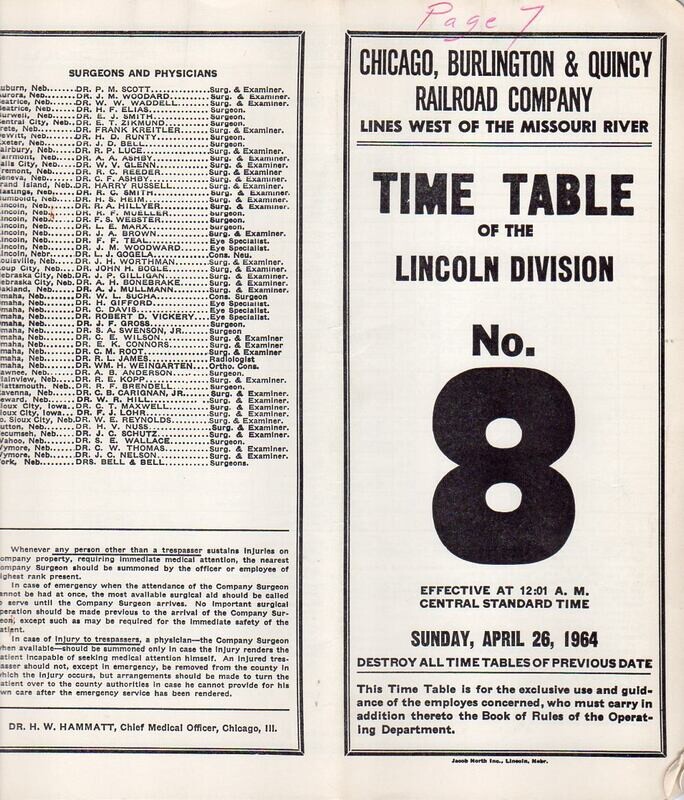 Page 7
SURGEONS AND PHYSICIANS
uburn, Neb......DR. P. M. SCOTT..........Surg. & Examiner.
urora, Neb......DR. J. M. WOODARD......Surg. & Examiner.
eatrice, Neb.....DR. W. W. WADDELL.....Surg. & Examiner.
eatrice, Neb.....DR. H. F. ELIAS...........Surgeon.
urwell, Neb.....DR. E. J. SMITH...........Surgeon.
entral City, Neb.DR. E. T. ZIKMUND.......Surgeon.
rete, Neb........DR. FRANK KREITLER....Surg. & Examiner.
eWitt, Neb......DR. H. D. RUNTY..........Surgeon.
xeter, Neb.......DR. J. D. BELL............Surgeon.
airbury, Neb.....DR. R. P. LUCE............Surg. & Examiner.
airmont, Neb....DR. A. A. ASHBY.........Surg. & Examiner.
alls City, Neb....DR. W. V. GLENN.........Surg. & Examiner.
remont, Neb.....DR. R. C. REEDER........Surg. & Examiner.
eneva, Neb......DR. C. F. ASHBY..........Surg. & Examiner.
rand Island, Neb.DR. HARRY RUSSELL.....Surg. & Examiner.
astings, Neb.....DR. R. C. SMITH..........Surg. & Examiner.
umboldt, Neb....DR. H. S. HEIM...........Surg. & Examiner.
incoln, Neb......DR. R. A. HILLYER........Surg. & Examiner.
incoln, Neb......DR. R. F. MUELLER.......Surgeon.
incoln, Neb......DR. F. S. WEBSTER.......Surgeon.
incoln, Neb......DR. L. E. MARX...........Surgeon.
incoln, Neb......DR. J. A. BROWN.........Surg. & Examiner.
incoln, Neb......DR. F. F. TEAL............Eye Specialist.
incoln, Neb......DR. J. M. WOODWARD....Eye Specialist.
incoln, Nebr.....DR. L. J. GOGELA.........Cons. Neu.
ouisville, Neb....DR. J. H. WORTHMAN.....Surg. & Examiner.
oup City, Neb....DR. JOHN H. BOGLE......Surg. & Examiner.
ebraska City, Neb.DR. J. P. GILLIGAN.......Surg. & Examiner.
ebraska City, Neb.DR. A. H. BONEBRAKE...Surg. & Examiner.
akland, Neb.....DR. A. J. MULLMANN.....Surg. & Examiner.
maha, Neb......DR. W. L. SUCHA.........Cons. Surgeon
maha, Neb......DR. H. GIFFORD..........Eye Specialist.
maha, Neb......DR. C. DAVIS.............Eye Specialist.
maha, Neb......DR. ROBERT D. VICKERY..Eye Specialist.
maha, Neb......DR. J. F. GROSS..........Surgeon.
maha, Neb......DR. S. A. SWENSON, JR...Surgeon
maha, Neb......DR. C. E. WILSON.........Surg. & Examiner
maha, Neb......DR. E. K. CONNORS.......Surg. & Examiner
maha, Neb......DR. C. M. ROOT..........Surg. & Examiner
maha, Neb......DR. R. L. JAMES..........Radiologist
maha, Neb......DR. WM. H. WEINGARTEN.Ortho. Cons.
awnee, Neb......DR. A. B. ANDERSON......Surgeon.
lainview, Neb....DR. R. E. KOPP...........Surg. & Examiner.
lattsmouth, Neb..DR. R. F. BRENDELL......Surgeon.
avenna, Neb.....DR. C. B. CARIGNAN, JR..Surg. & Examiner.
eward, Neb......DR. W. R. HILL...........Surg. & Examiner.
ioux City, Iowa...DR. C. T. MAXWELL......Surg. & Examiner.
ioux City, Iowa...DR. F. J. LOHR...........Surg. & Examiner.
o. Sioux City, Neb.DR. W. E. REYNOLDS.....Surg. & Examiner.
utton, Neb.......DR. H. V. NUSS...........Surg. & Examiner.
ecumseh, Neb....DR. J. C. SCHUTZ.........Surg. & Examiner.
ahoo, Neb.......DR. S. E. WALLACE.......Surgeon.
ymore, Neb.....DR. C. W. THOMAS.......Surg. & Examiner.
ymore, Neb.....DR. J. C. NELSON........Surg. & Examiner.
ork, Neb........DRS. BELL & BELL........Surgeons.
Whenever any person other than a trespasser sustains injuries on
ompany property, requiring immediate medical attention, the nearest
ompany Surgeon should be summoned by the officer or employe of
ighest rank present.
In case of emergency when the attendance of the Company Surgeon
annot be had at once, the most available surgical aid should be called
o serve until the Company Surgeon arrives. No important surgical
peration should be made previous to the arrival of the Company Sur-
eon, except such as may be required for the immediate safety of the
atient.
In case of injury to trespassers, a physician—the Company Surgeon
hen available—should be summoned only in case the injury renders the
atient incapable of seeking medical attention himself. An injured tres-
asser should not, except in emergency, be removed from the county in
hich the injury occurs, but arrangements should be made to turn the
atient over to the county authorities in case he cannot provide for his
wn care after the emergency service has been rendered.
DR. H. W. HAMMATT, Chief Medical Officer, Chicago, Ill.
CHICAGO, BURLINGTON & QUINCY
RAILROAD COMPANY
LINES WEST OF THE MISSOURI RIVER
TIME TABLE
OF THE
LINCOLN DIVISION
No.
8
EFFECTIVE AT 12:01 A. M.
CENTRAL STANDARD TIME
SUNDAY, APRIL 26, 1964
DESTROY ALL TIME TABLES OF PREVIOUS DATE
This Time Table is for the exclusive use and guid-
ance of the employes concerned, who must carry in
addition thereto the Book of Rules of the Operat-
ing Department.
Jacob North Inc., Lincoln, Nebr.